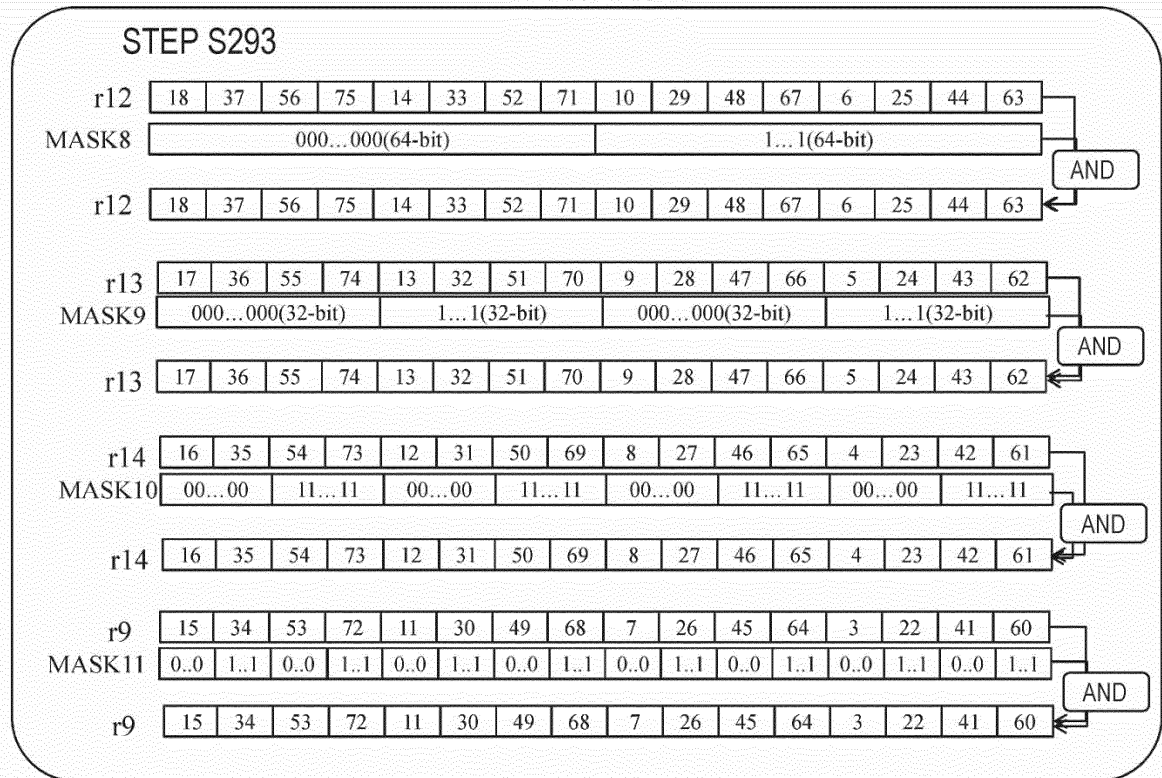 STEP S293
r12 18 37 56 75 14 33 52 71 10 29 48 67 6 25 44 63
MASK8 000...000(64-bit) 1...1(64-bit)
AND
r12 18 37 56 75 14 33 52 71 10 29 48 67 6 25 44 63
r13 17 36 55 74 13 32 51 70 9 28 47 66 5 24 43 62
MASK9 000...000(32-bit) 1...1(32-bit) 000...000(32-bit) 1...1(32-bit)
AND
r13 17 36 55 74 13 32 51 70 9 28 47 66 5 24 43 62
r14 16 35 54 73 12 31 50 69 8 27 46 65 4 23 42 61
MASK10 00...00 11...11 00...00 11...11 00...00 11...11 00...00 11...11
AND
r14 16 35 54 73 12 31 50 69 8 27 46 65 4 23 42 61
r9 15 34 53 72 11 30 49 68 7 26 45 64 3 22 41 60
MASK11 0..0 1..1 0..0 1..1 0..0 1..1 0..0 1..1 0..0 1..1 0..0 1..1 0..0 1..1 0..0 1..1
AND
r9 15 34 53 72 11 30 49 68 7 26 45 64 3 22 41 60